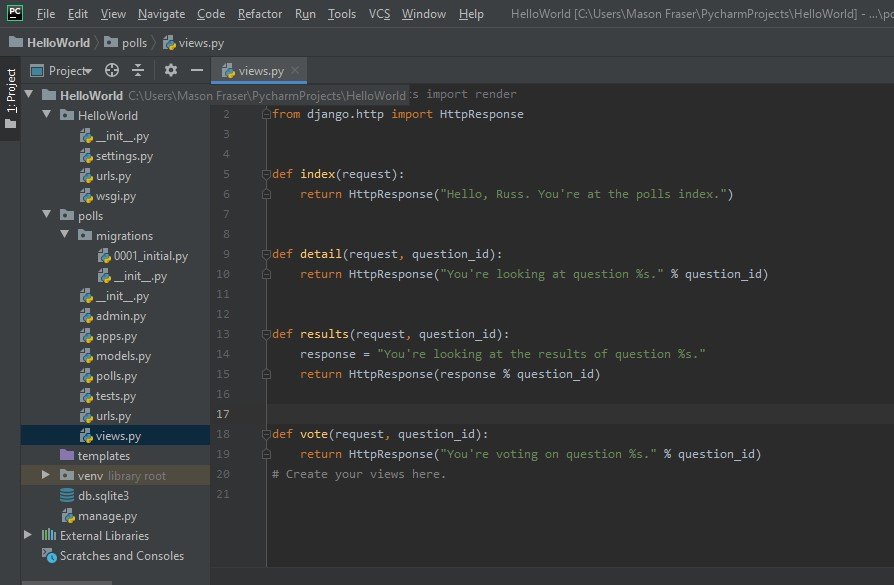 PC File Edit View Navigate Code Refactor Run Tools VCS Window Help HelloWorld [C:\Users\Mason Fraser\PycharmProjects\HelloWorld] - ...\po
HelloWorld polls views.py
1: Project
Project views.py
HelloWorld C:\Users\Mason Fraser\PycharmProjects\HelloWorld
HelloWorld
__init__.py
settings.py
urls.py
wsgi.py
polls
migrations
0001_initial.py
__init__.py
__init__.py
admin.py
apps.py
models.py
polls.py
tests.py
urls.py
views.py
templates
venv library root
db.sqlite3
manage.py
External Libraries
Scratches and Consoles
import render
2 from django.http import HttpResponse
3
4
5 def index(request):
6 return HttpResponse("Hello, Russ. You're at the polls index.")
7
8
9 def detail(request, question_id):
10 return HttpResponse("You're looking at question %s." % question_id)
11
12
13 def results(request, question_id):
14 response = "You're looking at the results of question %s."
15 return HttpResponse(response % question_id)
16
17
18 def vote(request, question_id):
19 return HttpResponse("You're voting on question %s." % question_id)
20 # Create your views here.
21